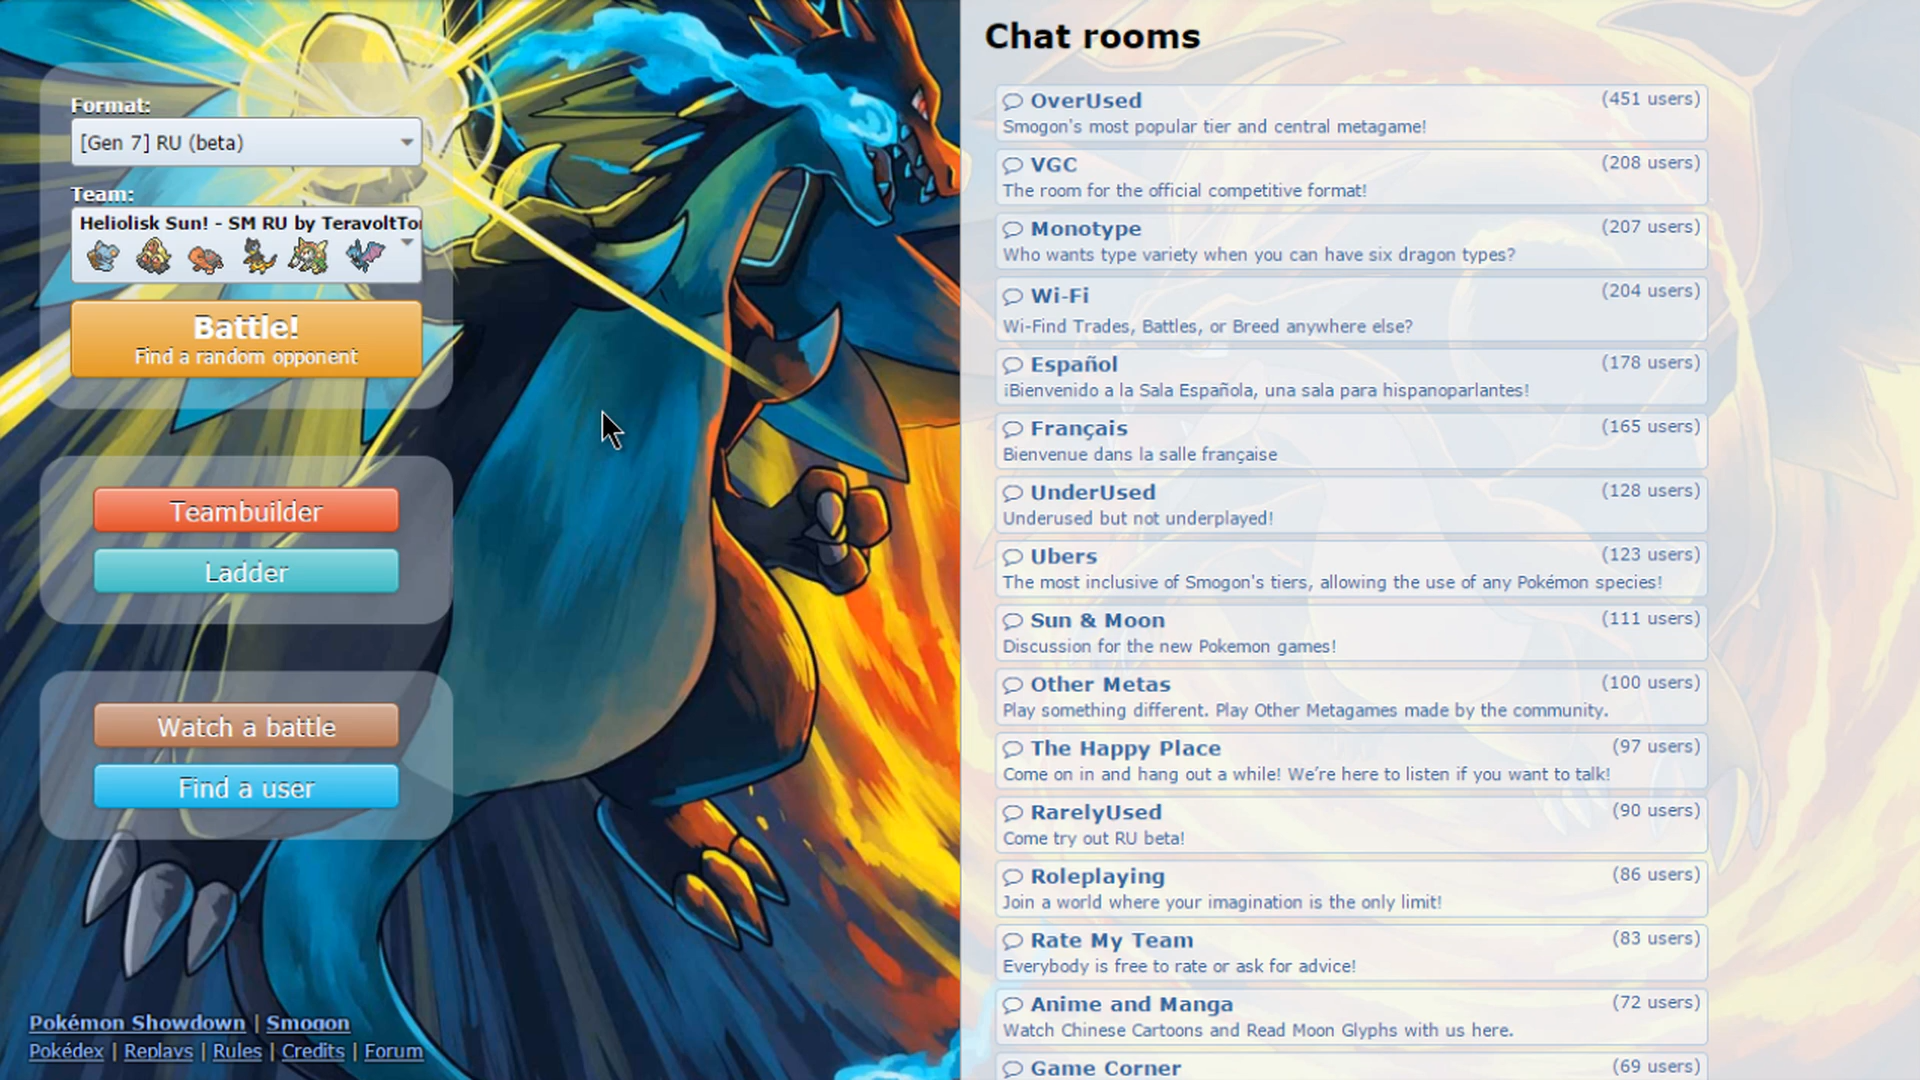 Format:
[Gen 7] RU (beta)
Team:
Heliolisk Sun! - SM RU by TeravoltTo
Battle!
Find a random opponent
Teambuilder
Ladder
Watch a battle
Find a user
Pokémon Showdown | Smogon
Pokédex | Replays | Rules | Credits | Forum
Chat rooms
OverUsed (451 users)
Smogon's most popular tier and central metagame!
VGC (208 users)
The room for the official competitive format!
Monotype (207 users)
Who wants type variety when you can have six dragon types?
Wi-Fi (204 users)
Wi-Find Trades, Battles, or Breed anywhere else?
Español (178 users)
¡Bienvenido a la Sala Española, una sala para hispanoparlantes!
Français (165 users)
Bienvenue dans la salle française
UnderUsed (128 users)
Underused but not underplayed!
Ubers (123 users)
The most inclusive of Smogon's tiers, allowing the use of any Pokémon species!
Sun & Moon (111 users)
Discussion for the new Pokemon games!
Other Metas (100 users)
Play something different. Play Other Metagames made by the community.
The Happy Place (97 users)
Come on in and hang out a while! We're here to listen if you want to talk!
RarelyUsed (90 users)
Come try out RU beta!
Roleplaying (86 users)
Join a world where your imagination is the only limit!
Rate My Team (83 users)
Everybody is free to rate or ask for advice!
Anime and Manga (72 users)
Watch Chinese Cartoons and Read Moon Glyphs with us here.
Game Corner (69 users)